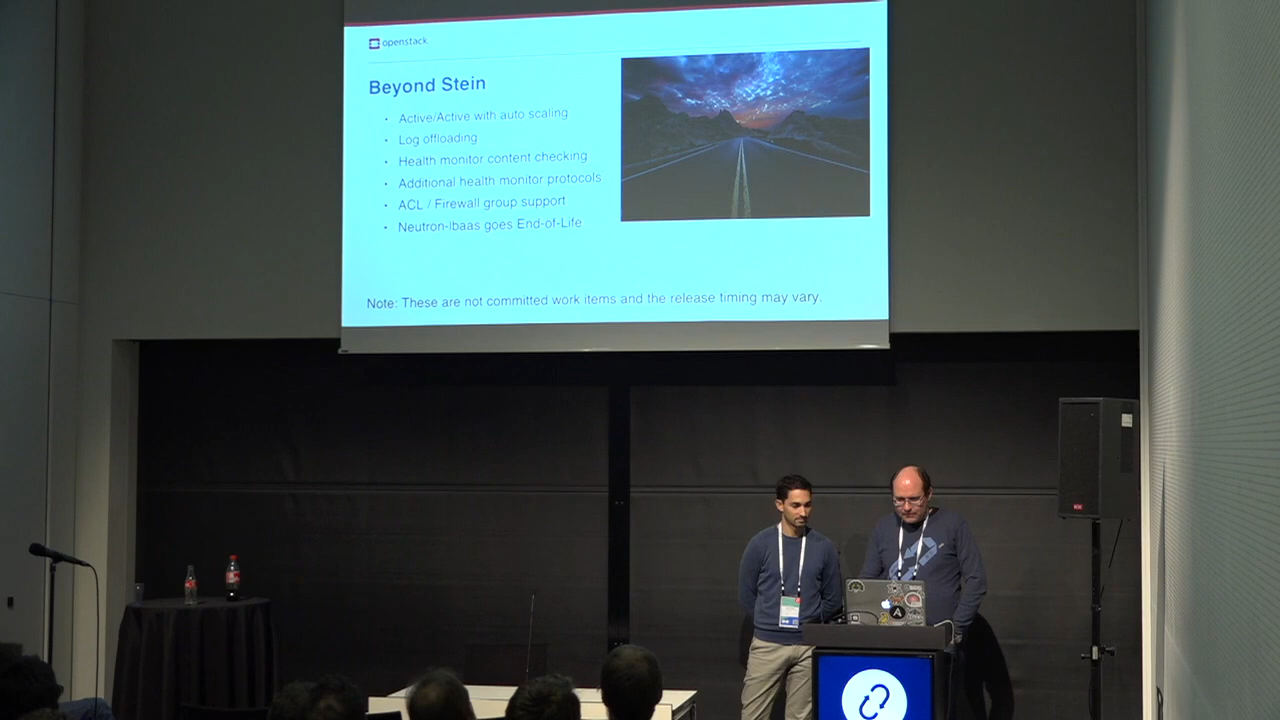 openstack.
Beyond Stein
• Active/Active with auto scaling
• Log offloading
• Health monitor content checking
• Additional health monitor protocols
• ACL / Firewall group support
• Neutron-lbaas goes End-of-Life
Note: These are not committed work items and the release timing may vary.
A